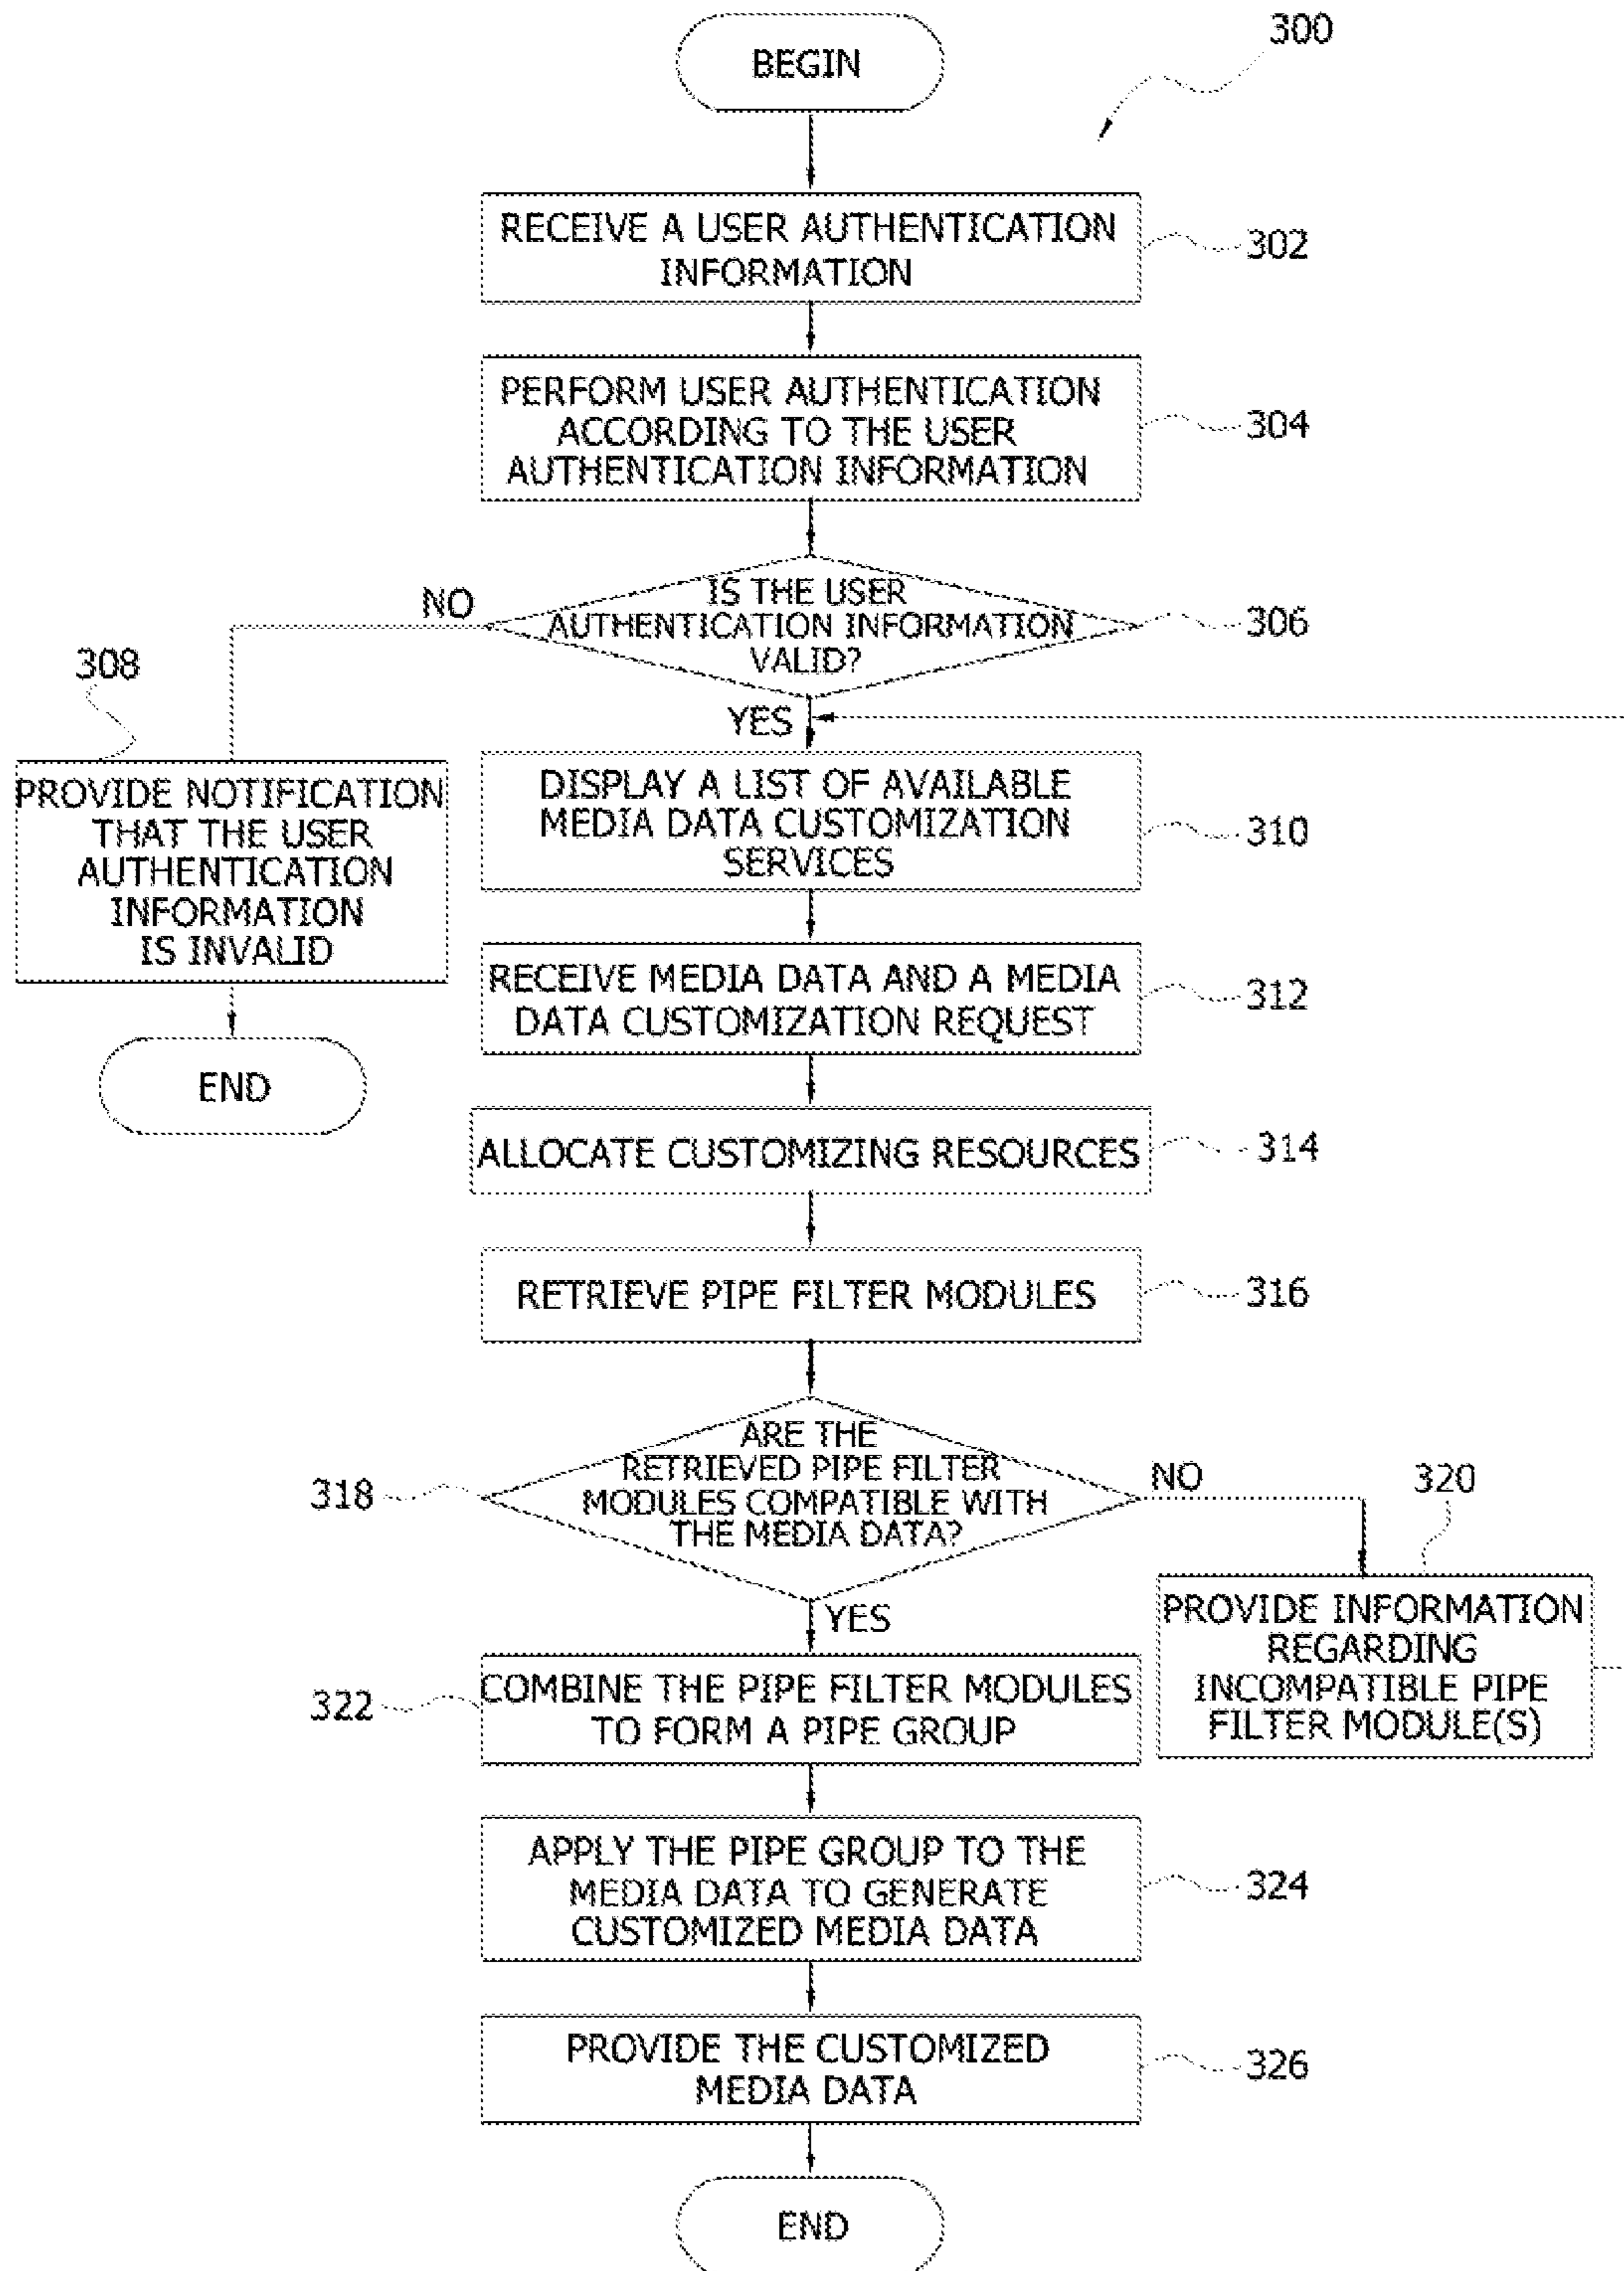 300
BEGIN
RECEIVE A USER AUTHENTICATION
INFORMATION
302
PERFORM USER AUTHENTICATION
ACCORDING TO THE USER
AUTHENTICATION INFORMATION
304
IS THE USER
AUTHENTICATION INFORMATION
VALID?
306
NO
YES
308
PROVIDE NOTIFICATION
THAT THE USER
AUTHENTICATION
INFORMATION
IS INVALID
END
DISPLAY A LIST OF AVAILABLE
MEDIA DATA CUSTOMIZATION
SERVICES
310
RECEIVE MEDIA DATA AND A MEDIA
DATA CUSTOMIZATION REQUEST
312
ALLOCATE CUSTOMIZING RESOURCES
314
RETRIEVE PIPE FILTER MODULES
316
ARE THE
RETRIEVED PIPE FILTER
MODULES COMPATIBLE WITH
THE MEDIA DATA?
318
NO
320
PROVIDE INFORMATION
REGARDING
INCOMPATIBLE PIPE
FILTER MODULE(S)
YES
COMBINE THE PIPE FILTER MODULES
TO FORM A PIPE GROUP
322
APPLY THE PIPE GROUP TO THE
MEDIA DATA TO GENERATE
CUSTOMIZED MEDIA DATA
324
PROVIDE THE CUSTOMIZED
MEDIA DATA
326
END